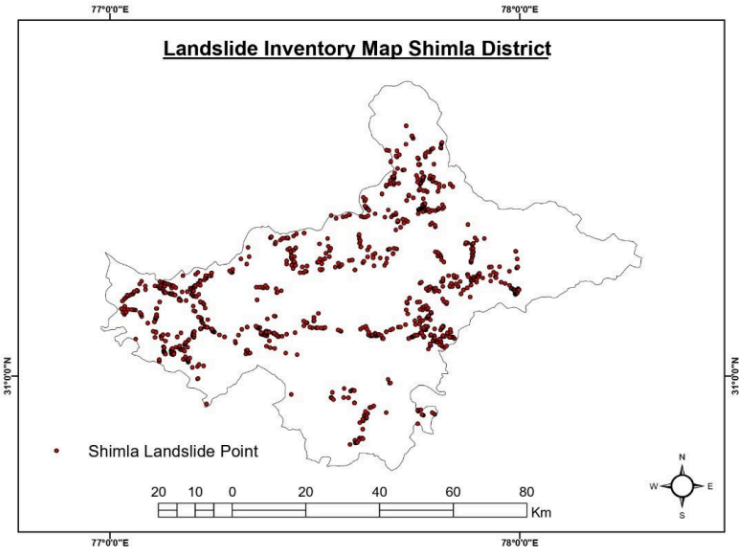 77°0'0"E 78°0'0"E
Landslide Inventory Map Shimla District
31°0'0"N 31°0'0"N
Shimla Landslide Point
N
W E
S
20 10 0 20 40 60 80
Km
77°0'0"E 78°0'0"E